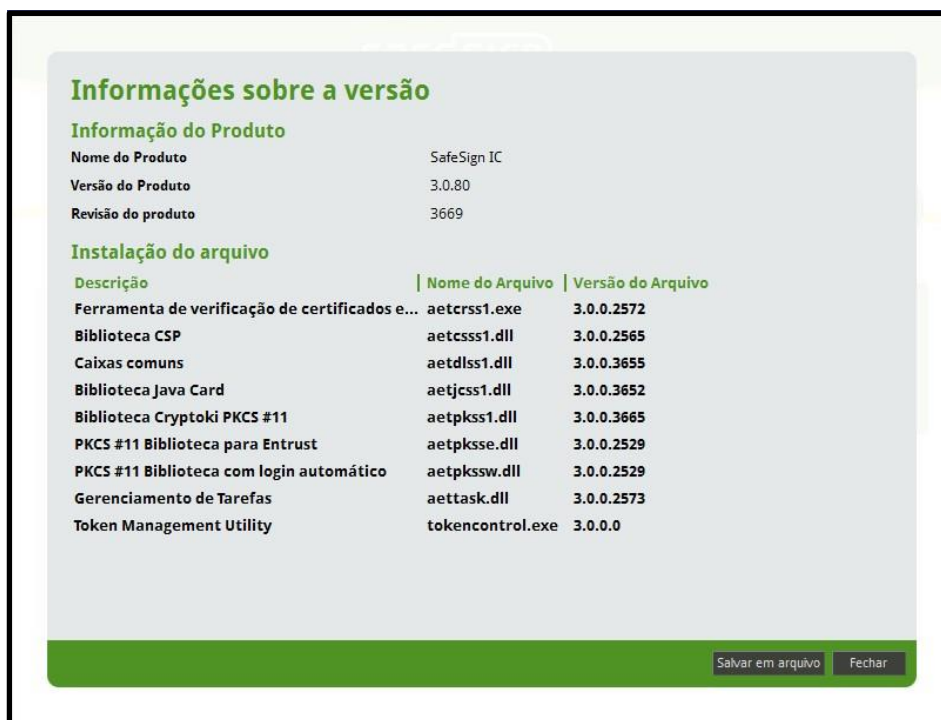 Informações sobre a versão
Informação do Produto
Nome do Produto SafeSign IC
Versão do Produto 3.0.80
Revisão do produto 3669
Instalação do arquivo
Descrição Nome do Arquivo Versão do Arquivo
Ferramenta de verificação de certificados e... aetcrss1.exe 3.0.0.2572
Biblioteca CSP aetcsss1.dll 3.0.0.2565
Caixas comuns aetdlss1.dll 3.0.0.3655
Biblioteca Java Card aetjcss1.dll 3.0.0.3652
Biblioteca Cryptoki PKCS #11 aetpkss1.dll 3.0.0.3665
PKCS #11 Biblioteca para Entrust aetpksse.dll 3.0.0.2529
PKCS #11 Biblioteca com login automático aetpkssw.dll 3.0.0.2529
Gerenciamento de Tarefas aettask.dll 3.0.0.2573
Token Management Utility tokencontrol.exe 3.0.0.0
Salvar em arquivo Fechar